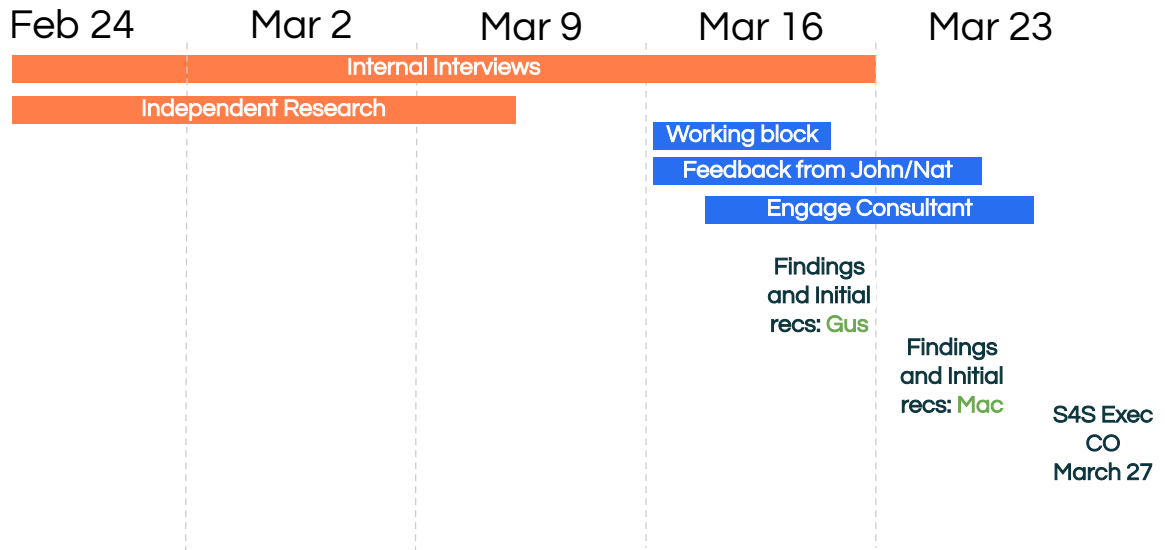 Feb 24
Mar 2
Mar 9
Mar 16
Mar 23
Internal Interviews
Independent Research
Working block
Feedback from John/Nat
Engage Consultant
Findings
and Initial
recs: Gus
Findings
and Initial
recs: Mac
S4S Exec
CO
March 27